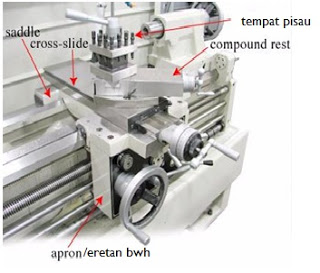 tempat pisau
saddle
cross-slide
compound rest
apron/eretan bwh